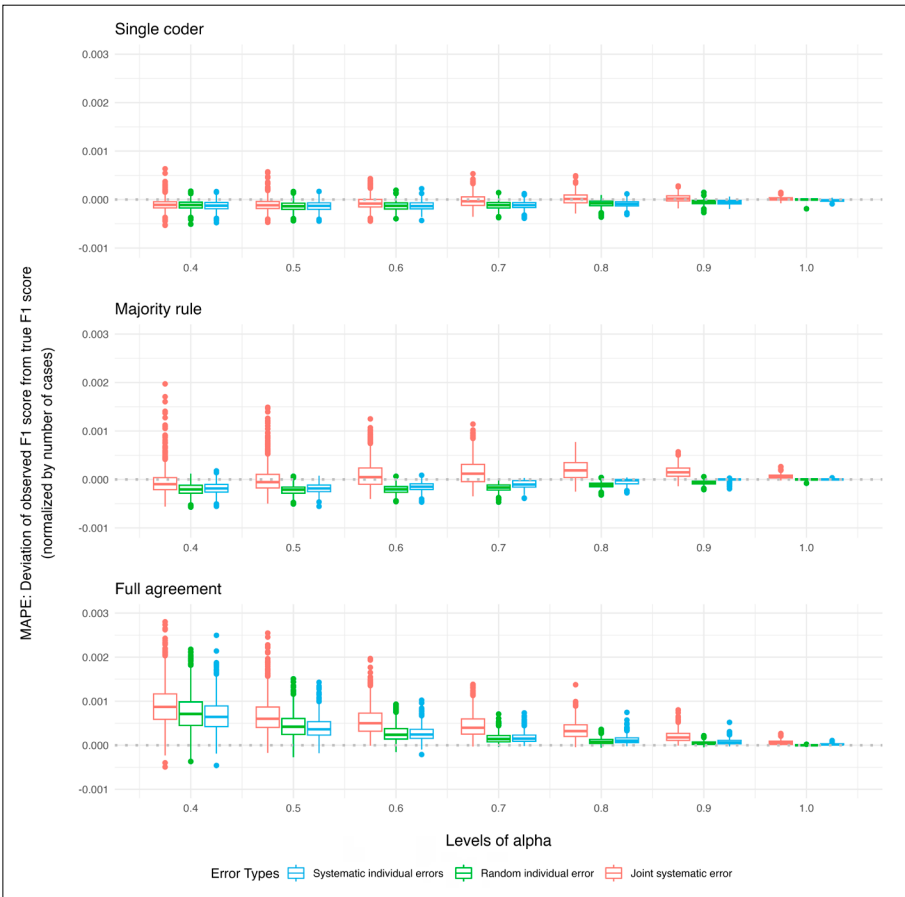 Single coder
0.003
0.002
0.001
0.000
-0.001
0.4 0.5 0.6 0.7 0.8 0.9 1.0
Majority rule
0.003
0.002
0.001
0.000
-0.001
0.4 0.5 0.6 0.7 0.8 0.9 1.0
MAPE: Deviation of observed F1 score from true F1 score
(normalized by number of cases)
Full agreement
0.003
0.002
0.001
0.000
-0.001
0.4 0.5 0.6 0.7 0.8 0.9 1.0
Levels of alpha
Error Types Systematic individual errors Random individual error Joint systematic error